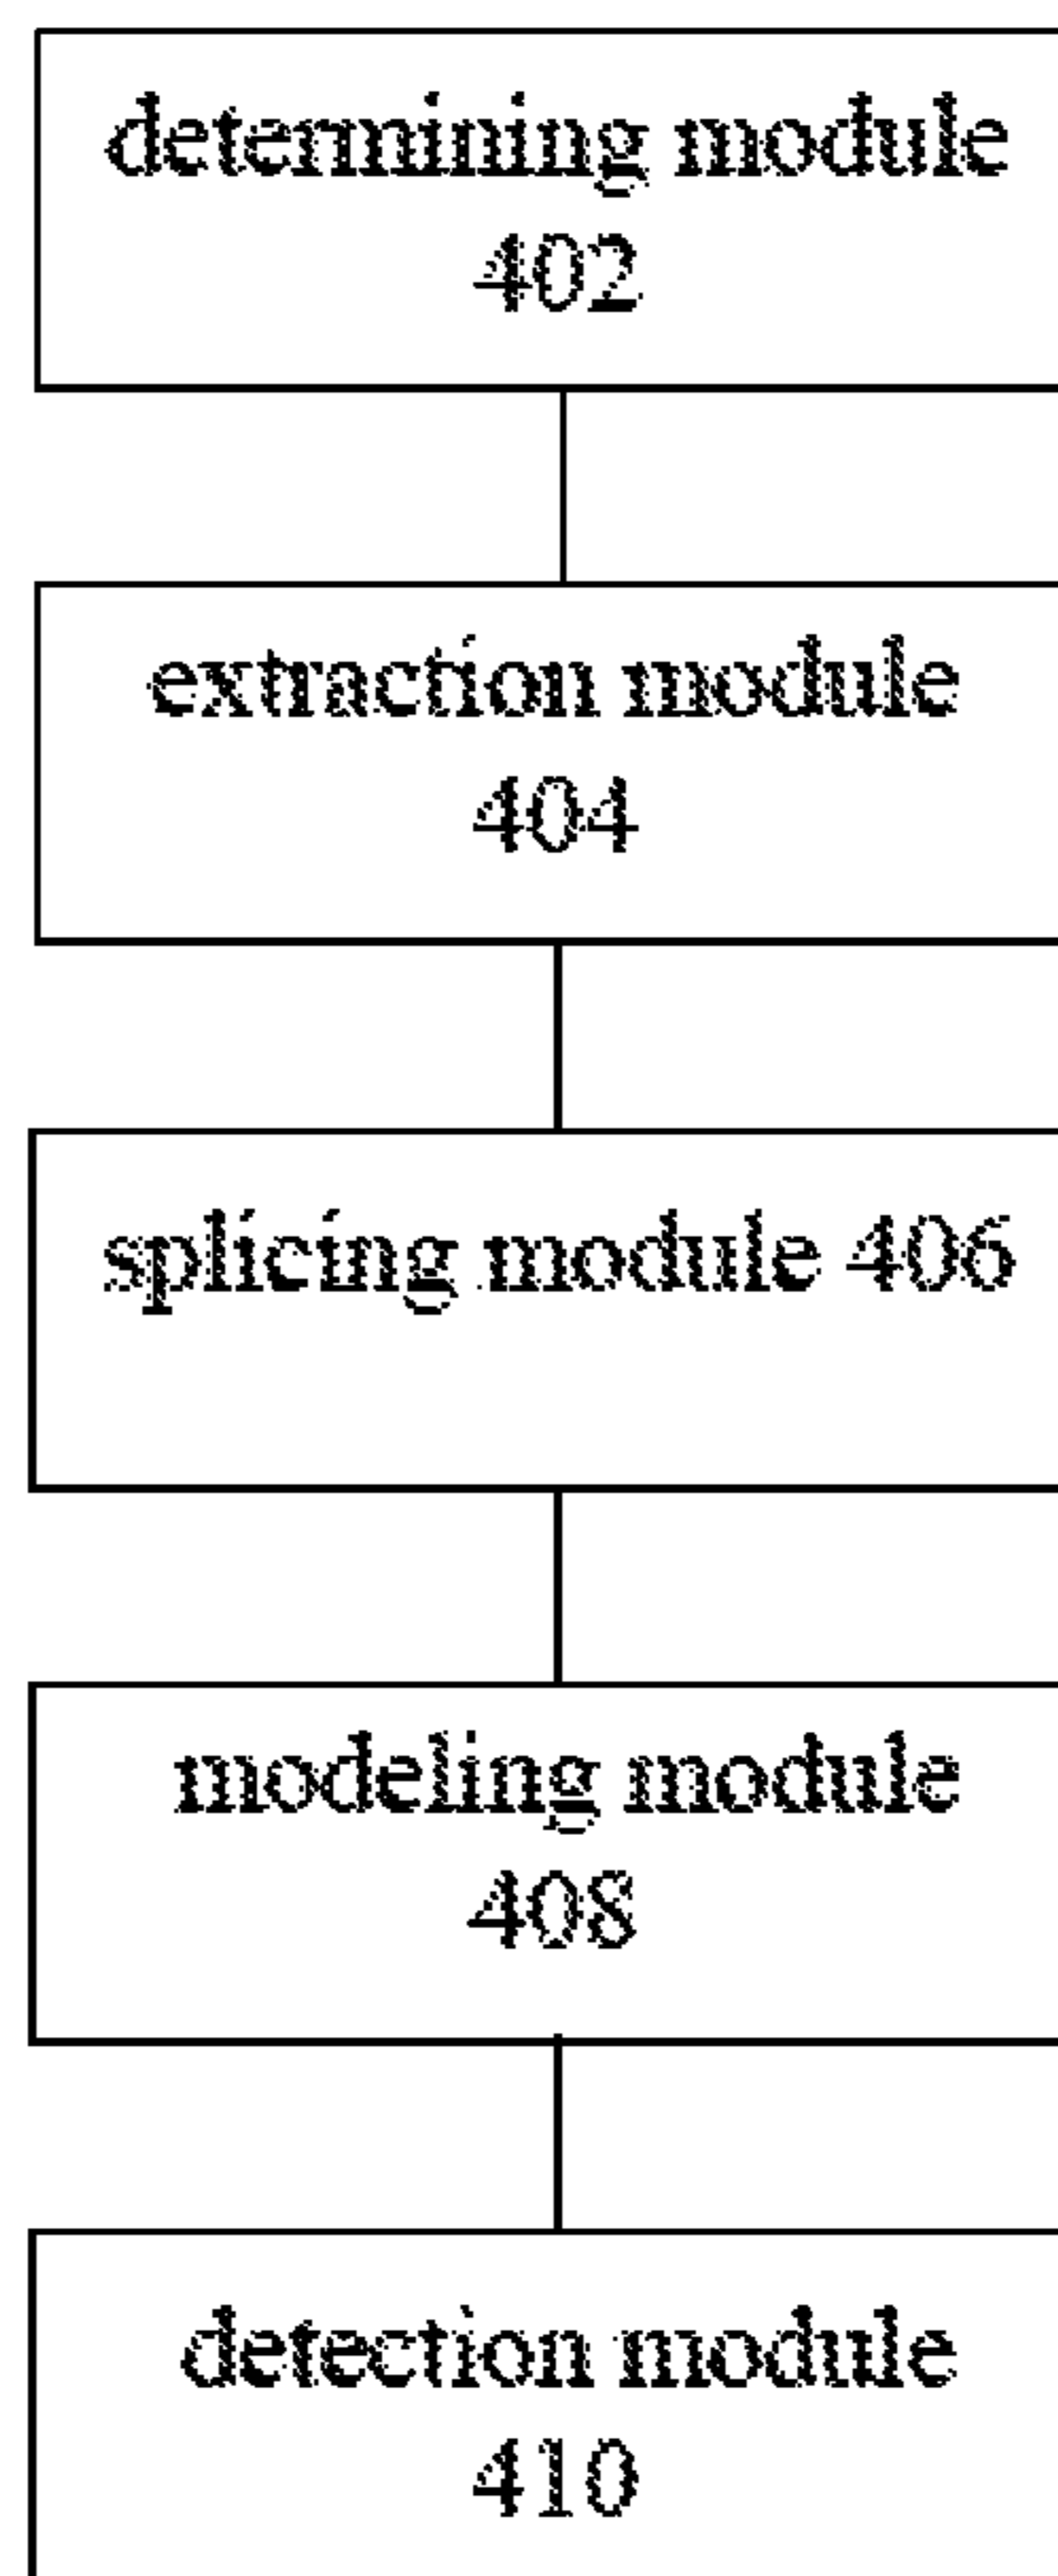 determining module
402
extraction module
404
splicing module 406
modeling module
408
detection module
410